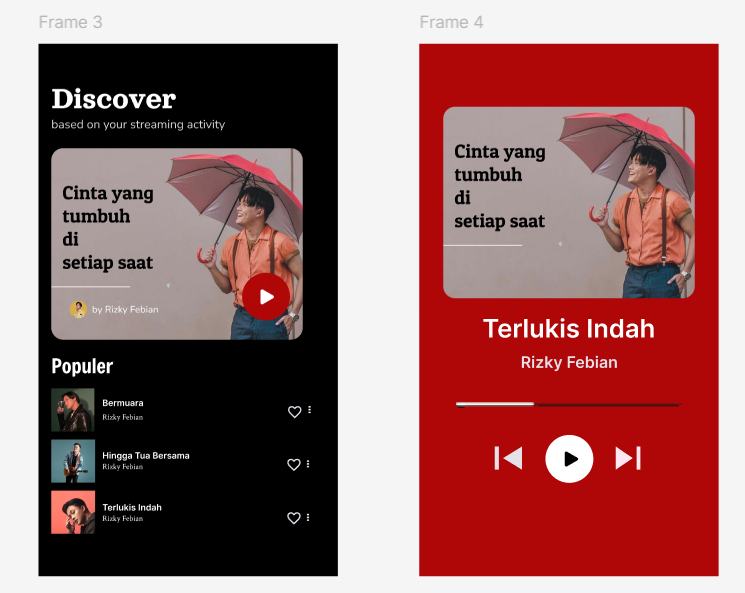 Frame 3
Discover
based on your streaming activity
Cinta yang
tumbuh
di
setiap saat
by Rizky Febian
Populer
Bermuara
Rizky Febian
Hingga Tua Bersama
Rizky Febian
Terlukis Indah
Rizky Febian
Frame 4
Cinta yang
tumbuh
di
setiap saat
Terlukis Indah
Rizky Febian